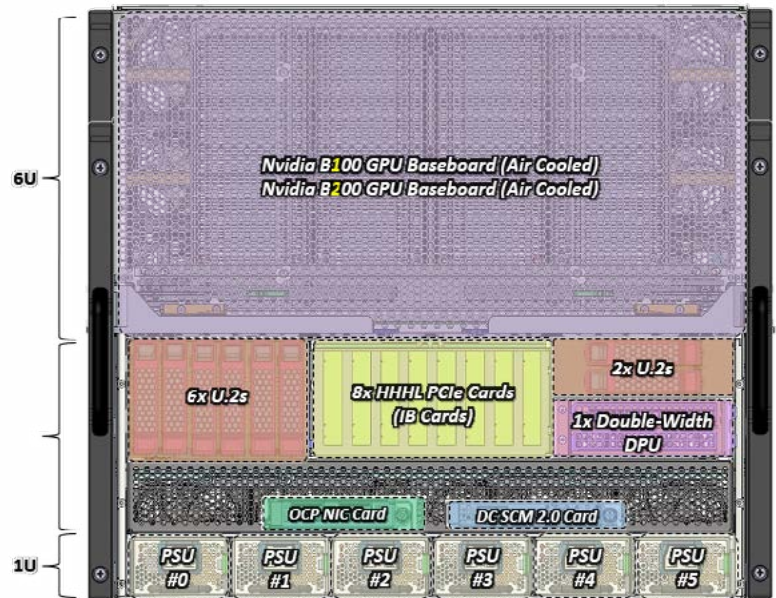 6U
Nvidia B100 GPU Baseboard (Air Cooled)
Nvidia B200 GPU Baseboard (Air Cooled)
6x U.2s
8x HHHL PCIe Cards
(IB Cards)
2x U.2s
1x Double-Width
DPU
OCP NIC Card
DC SCM 2.0 Card
1U
PSU
#0
PSU
#1
PSU
#2
PSU
#3
PSU
#4
PSU
#5